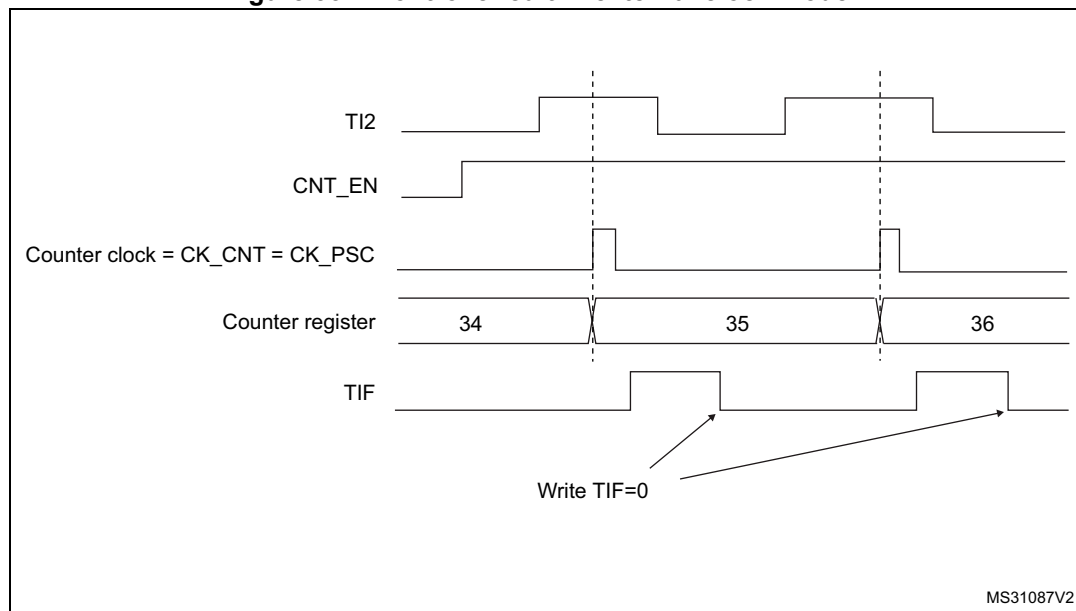 TI2
CNT_EN
Counter clock = CK_CNT = CK_PSC
Counter register
34
35
36
TIF
Write TIF=0
MS31087V2